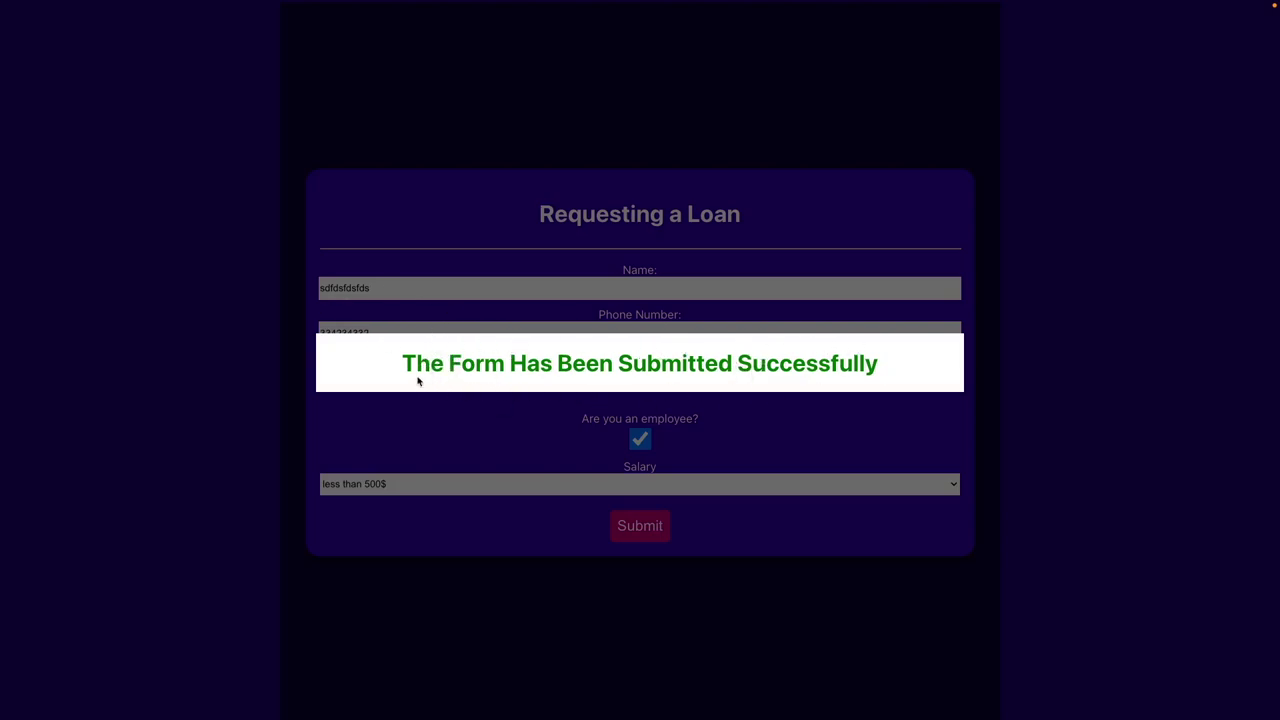 Requesting a Loan
Name:
sdfdsfdsfds
Phone Number:
The Form Has Been Submitted Successfully
Are you an employee?
Salary
less than 500$
Submit